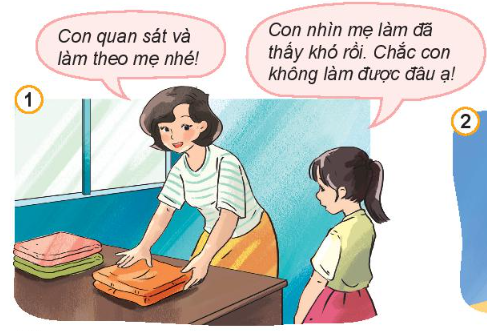 Con quan sát và
làm theo mẹ nhé!
Con nhìn mẹ làm đã
thấy khó rồi. Chắc con
không làm được đâu ạ!
1
2